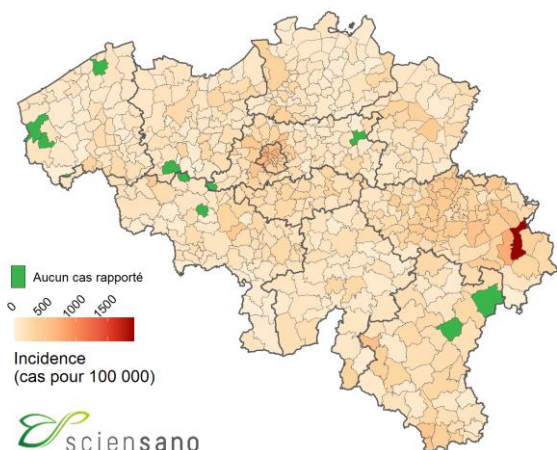 Aucun cas rapporté
0 500 1000 1500
Incidence
(cas pour 100 000)
sciensano